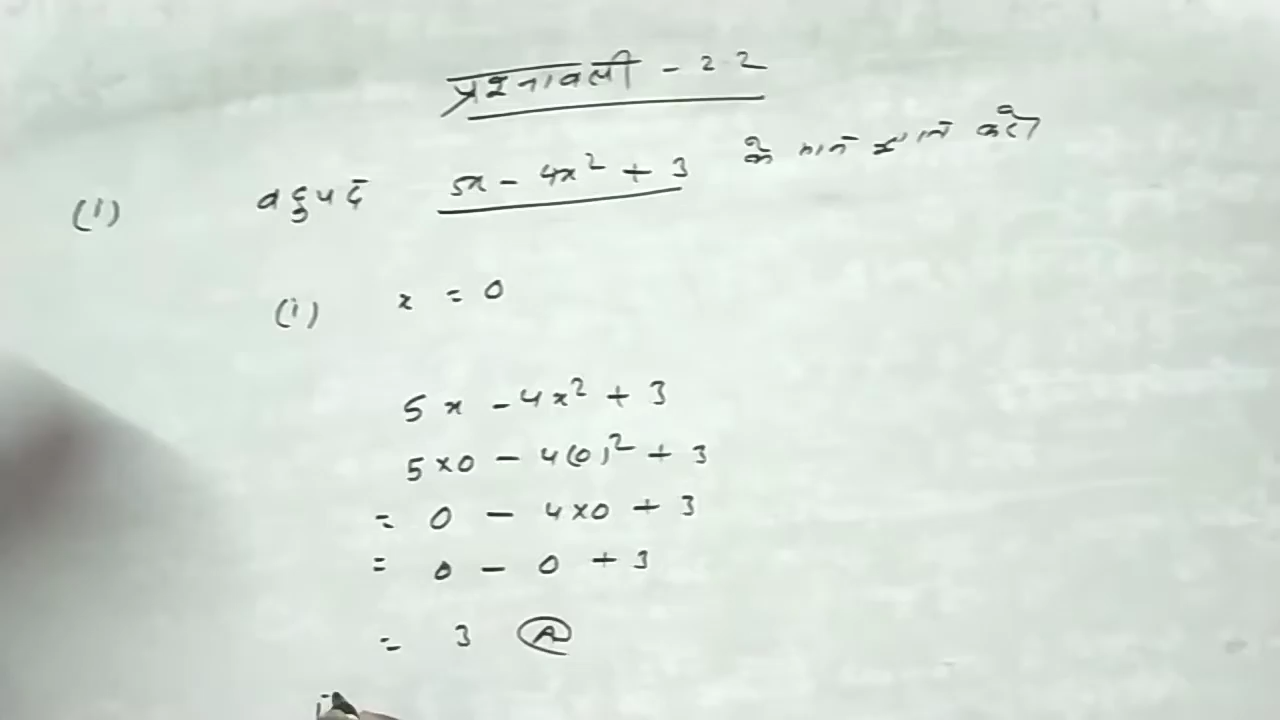 प्रश्नावली - 2.2
(1) बहुपद 5x - 4x² + 3 के मान ज्ञात करो
(i) x = 0
5x - 4x² + 3
5×0 - 4(0)² + 3
= 0 - 4×0 + 3
= 0 - 0 + 3
= 3 A